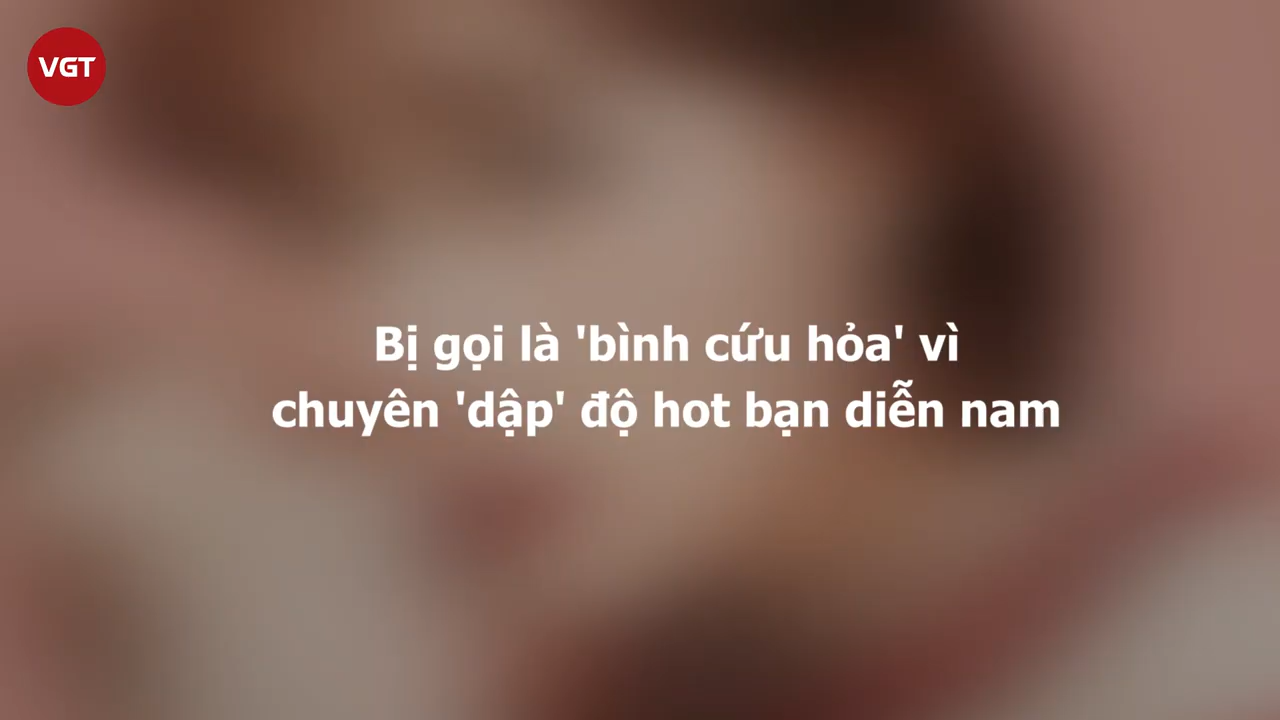 VGT
Bị gọi là 'bình cứu hỏa' vì
chuyên 'dập' độ hot bạn diễn nam